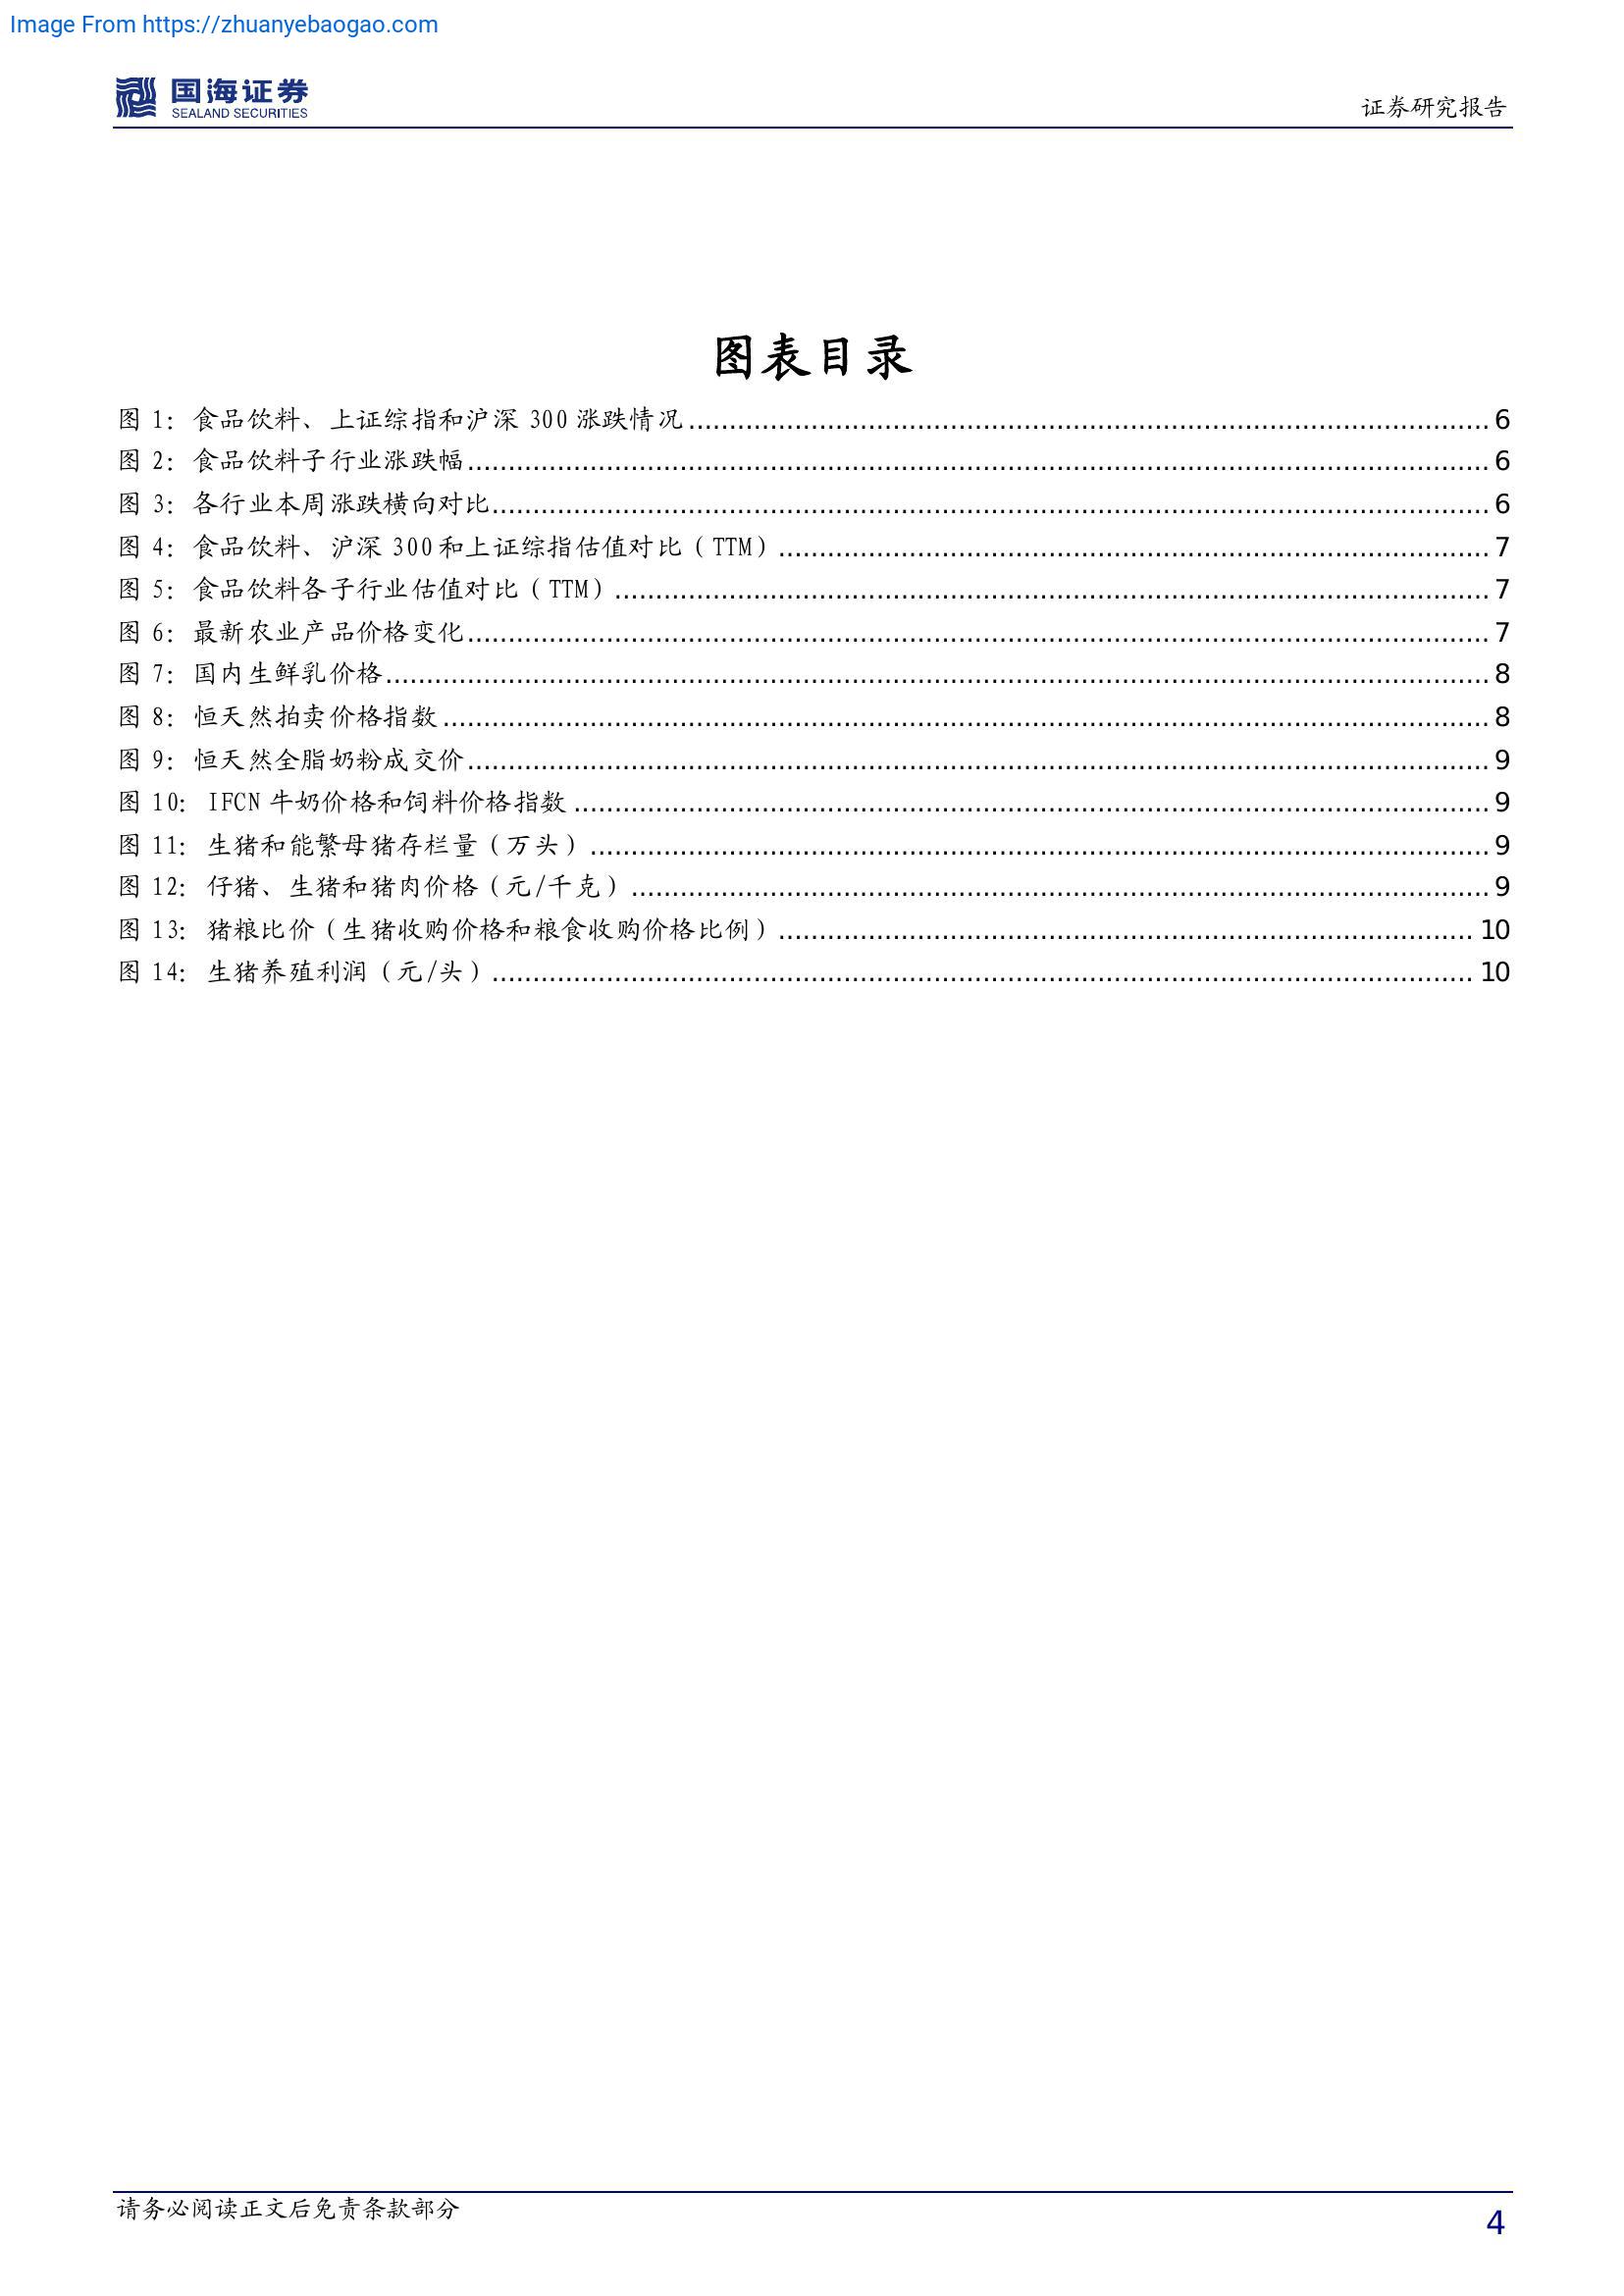 Image From https://zhuanyebaogao.com
国海证券
SEALAND SECURITIES
证券研究报告
图表目录
图 1：食品饮料、上证综指和沪深 300 涨跌情况 6
图 2：食品饮料子行业涨跌幅 6
图 3：各行业本周涨跌横向对比 6
图 4：食品饮料、沪深 300 和上证综指估值对比（TTM） 7
图 5：食品饮料各子行业估值对比（TTM） 7
图 6：最新农业产品价格变化 7
图 7：国内生鲜乳价格 8
图 8：恒天然拍卖价格指数 8
图 9：恒天然全脂奶粉成交价 9
图 10：IFCN 牛奶价格和饲料价格指数 9
图 11：生猪和能繁母猪存栏量（万头） 9
图 12：仔猪、生猪和猪肉价格（元/千克） 9
图 13：猪粮比价（生猪收购价格和粮食收购价格比例） 10
图 14：生猪养殖利润（元/头） 10
请务必阅读正文后免责条款部分
4